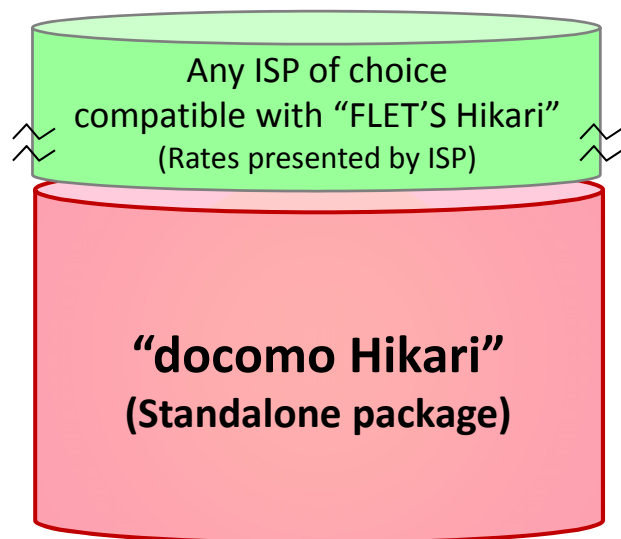 Any ISP of choice
compatible with “FLET’S Hikari”
(Rates presented by ISP)
“docomo Hikari”
(Standalone package)